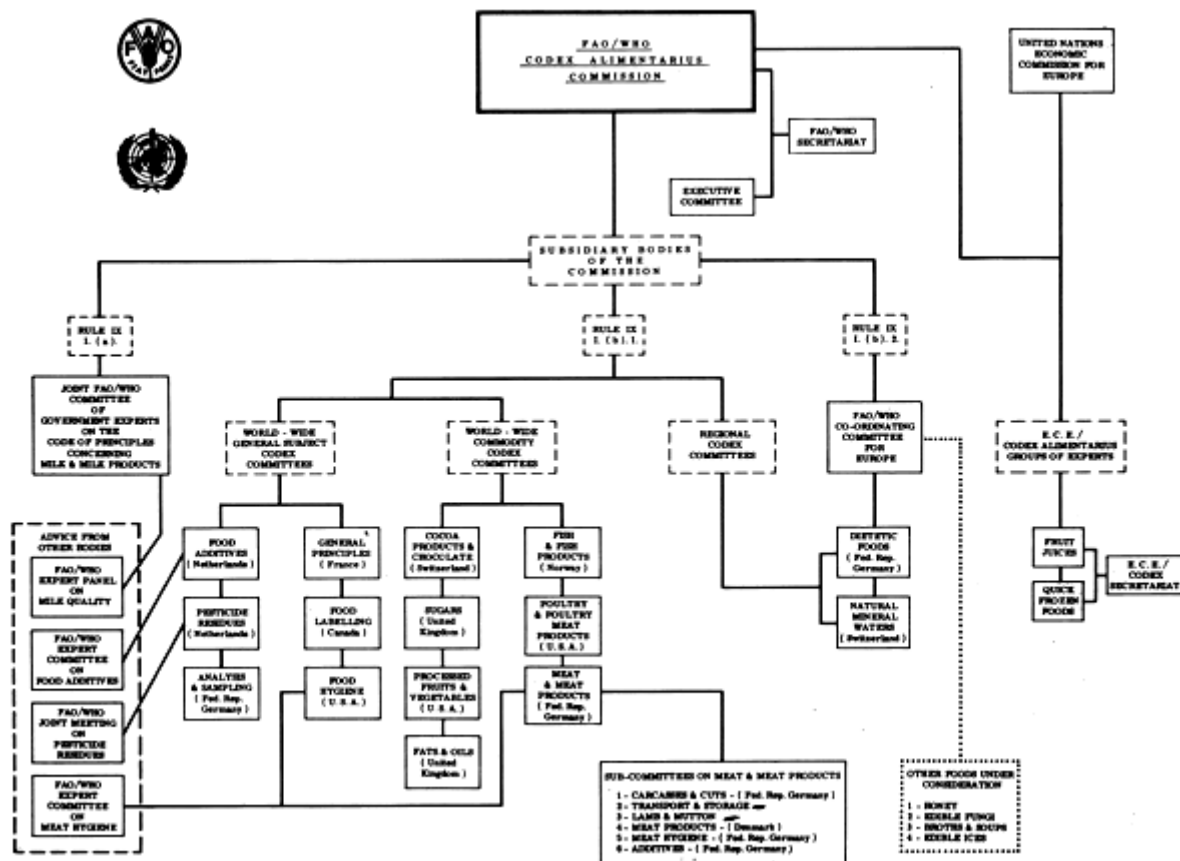 FAO
FIAT PANIS
FAO/WHO
CODEX ALIMENTARIUS
COMMISSION
UNITED NATIONS
ECONOMIC
COMMISSION FOR
EUROPE
FAO/WHO
SECRETARIAT
EXECUTIVE
COMMITTEE
SUBSIDIARY BODIES
OF THE
COMMISSION
RULE IX
1. (a).
RULE IX
1. (b). 1.
RULE IX
1. (b). 2.
JOINT FAO/WHO
COMMITTEE
OF
GOVERNMENT EXPERTS
ON THE
CODE OF PRINCIPLES
CONCERNING
MILK & MILK PRODUCTS
WORLD - WIDE
GENERAL SUBJECT
CODEX
COMMITTEES
WORLD - WIDE
COMMODITY
CODEX
COMMITTEES
REGIONAL
CODEX
COMMITTEES
FAO/WHO
CO-ORDINATING
COMMITTEE
FOR
EUROPE
E.C.E./
CODEX ALIMENTARIUS
GROUPS OF EXPERTS
ADVICE FROM
OTHER BODIES
FAO/WHO
EXPERT PANEL
ON
MILK QUALITY
FAO/WHO
EXPERT
COMMITTEE
ON
FOOD ADDITIVES
FAO/WHO
JOINT MEETING
ON
PESTICIDE
RESIDUES
FAO/WHO
EXPERT
COMMITTEE
ON
MEAT HYGIENE
FOOD
ADDITIVES
(Netherlands)
PESTICIDE
RESIDUES
(Netherlands)
ANALYSIS
& SAMPLING
(Fed. Rep.
Germany)
GENERAL
PRINCIPLES
(France)
FOOD
LABELLING
(Canada)
FOOD
HYGIENE
(U.S.A.)
COCOA
PRODUCTS &
CHOCOLATE
(Switzerland)
SUGARS
(United
Kingdom)
PROCESSED
FRUITS &
VEGETABLES
(U.S.A.)
FATS & OILS
(United
Kingdom)
FISH
& FISH
PRODUCTS
(Norway)
POULTRY
& POULTRY
MEAT
PRODUCTS
(U.S.A.)
MEAT
& MEAT
PRODUCTS
(Fed. Rep.
Germany)
DIETETIC
FOODS
(Fed. Rep.
Germany)
NATURAL
MINERAL
WATERS
(Switzerland)
FRUIT
JUICES
QUICK
FROZEN
FOODS
E.C.E./
CODEX
SECRETARIAT
SUB-COMMITTEES ON MEAT & MEAT PRODUCTS
1 - CARCASSES & CUTS - (Fed. Rep. Germany)
2 - TRANSPORT & STORAGE
3 - LAMB & MUTTON
4 - MEAT PRODUCTS - (Denmark)
5 - MEAT HYGIENE - (Fed. Rep. Germany)
6 - ADDITIVES - (Fed. Rep. Germany)
OTHER FOODS UNDER
CONSIDERATION
1 - HONEY
2 - EDIBLE FUNGI
3 - BROTHS & SOUPS
4 - EDIBLE ICES